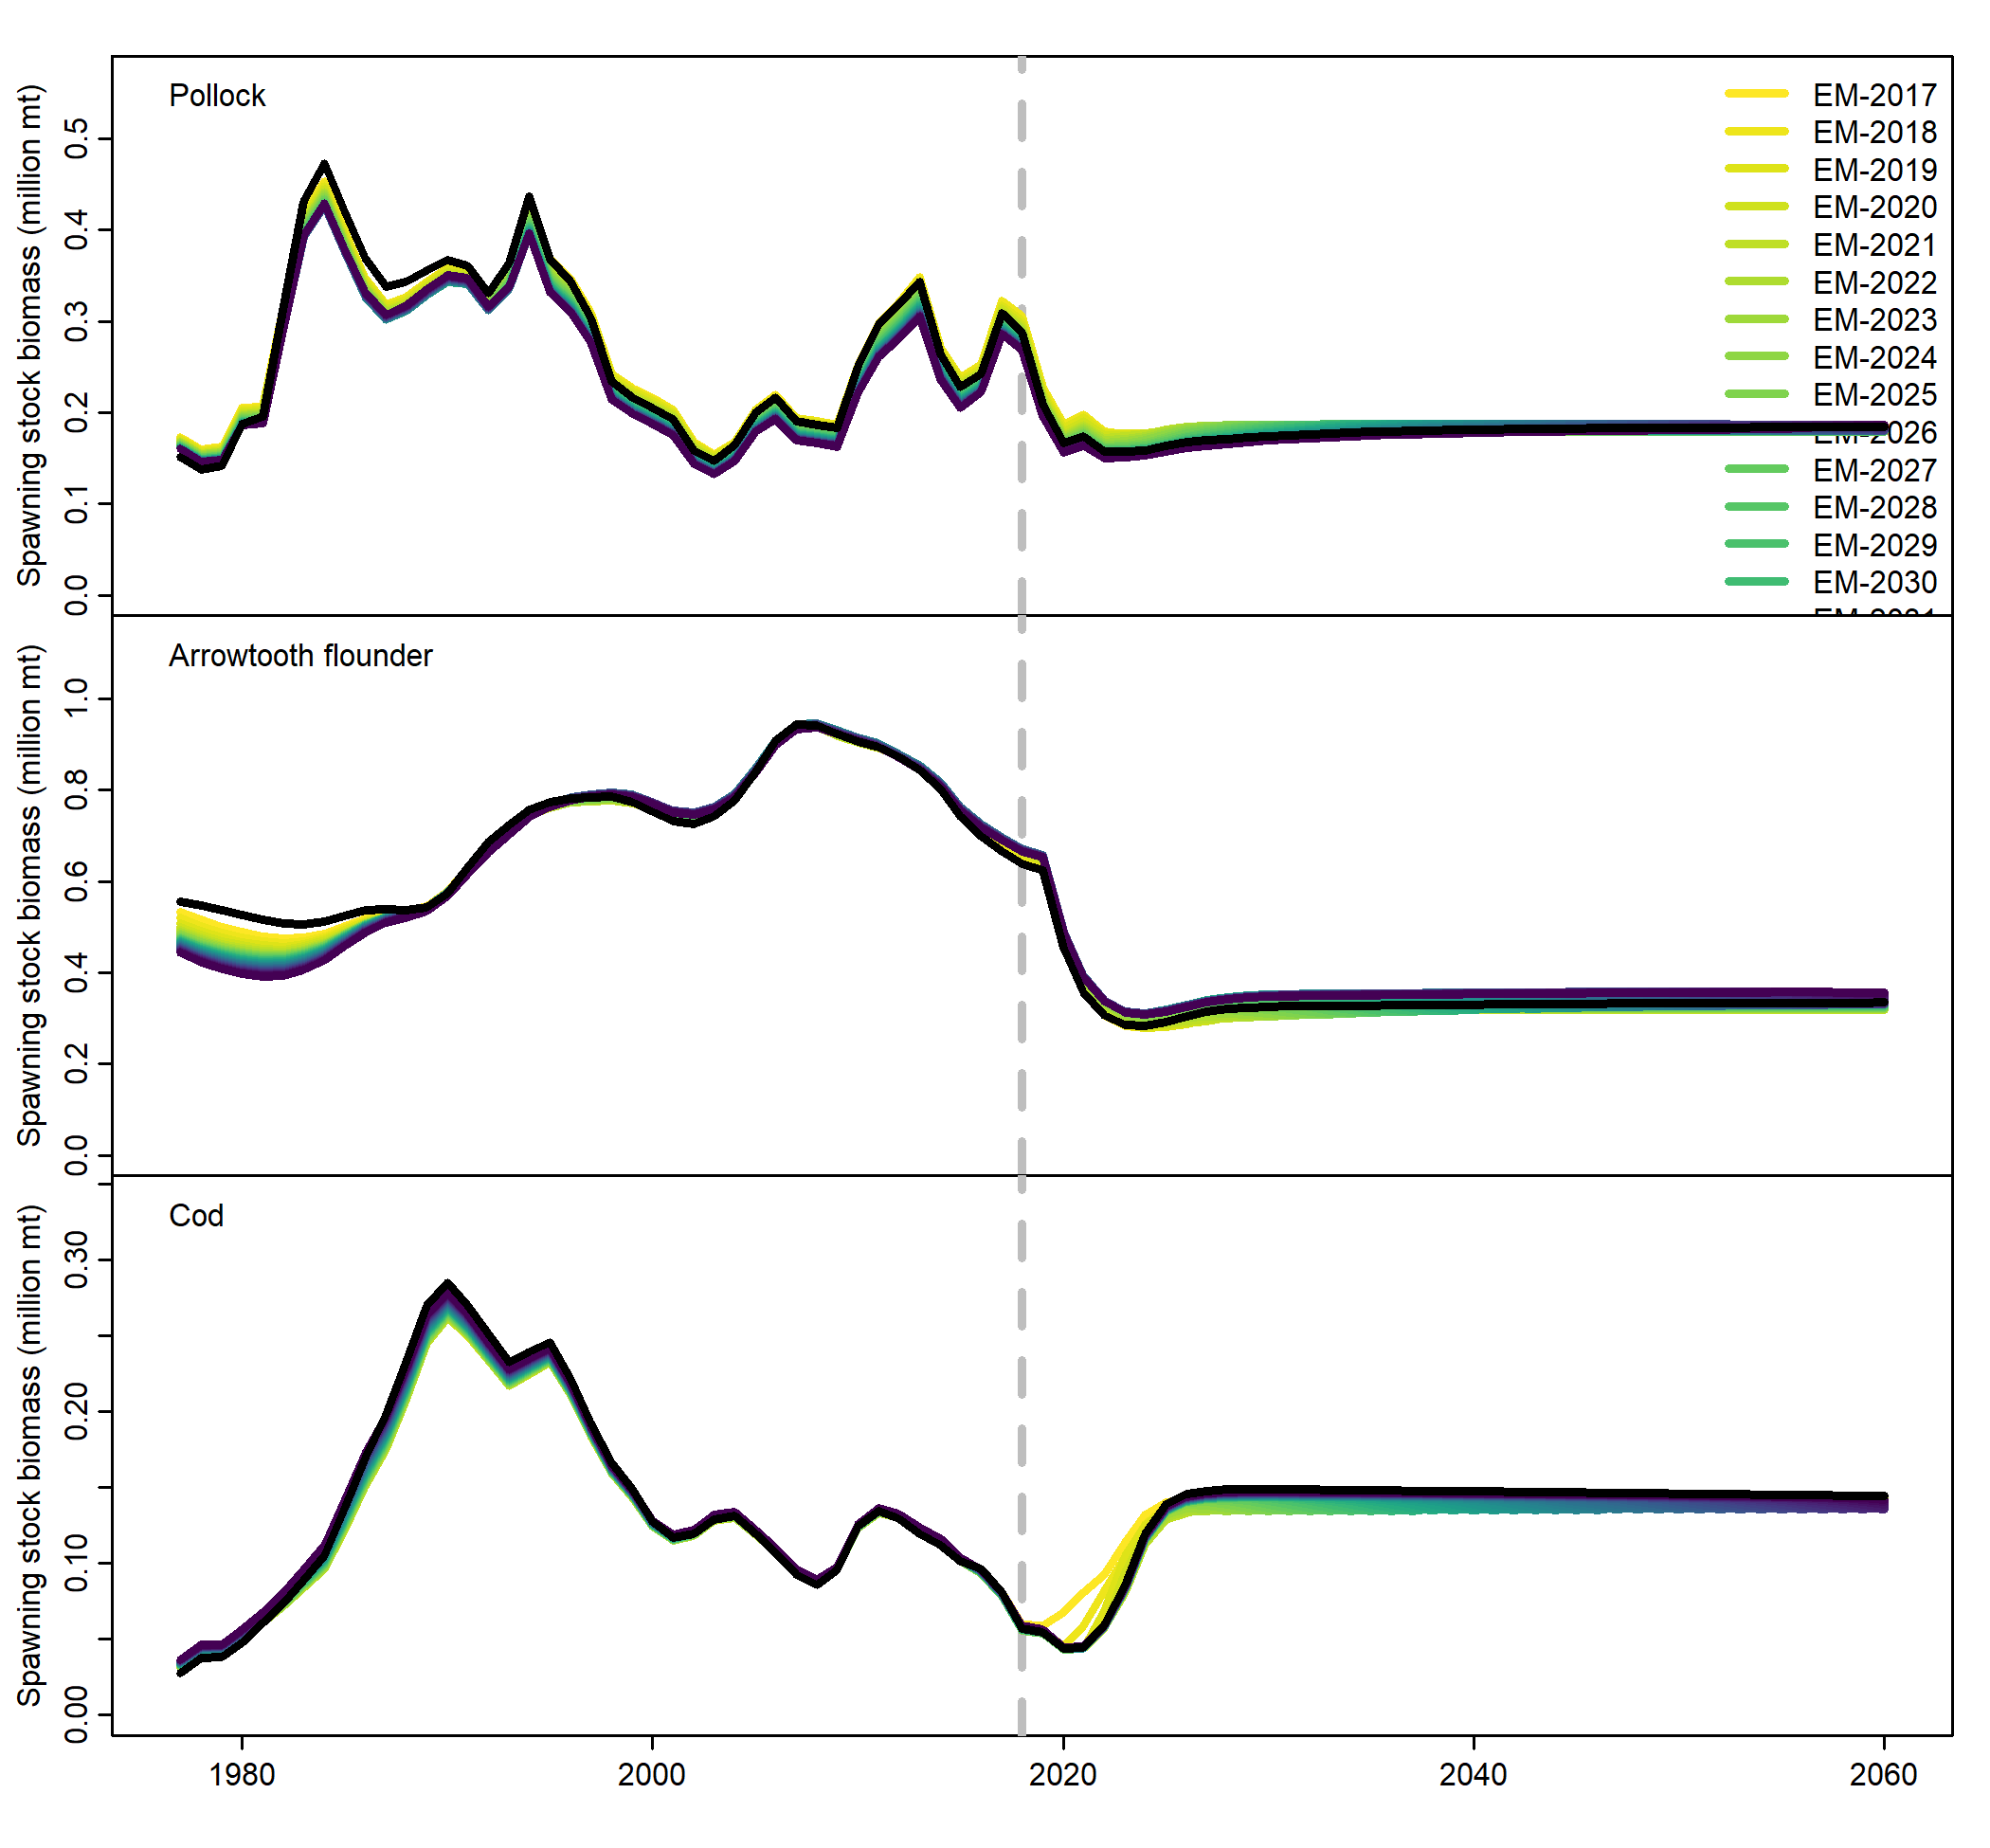 Pollock
EM-2017
EM-2018
EM-2019
EM-2020
EM-2021
EM-2022
EM-2023
EM-2024
EM-2025
EM-2026
EM-2027
EM-2028
EM-2029
EM-2030
Spawning stock biomass (million mt)
0.5
0.4
0.3
0.2
0.1
0.0
Arrowtooth flounder
Spawning stock biomass (million mt)
1.0
0.8
0.6
0.4
0.2
0.0
Cod
Spawning stock biomass (million mt)
0.30
0.20
0.10
0.00
1980 2000 2020 2040 2060